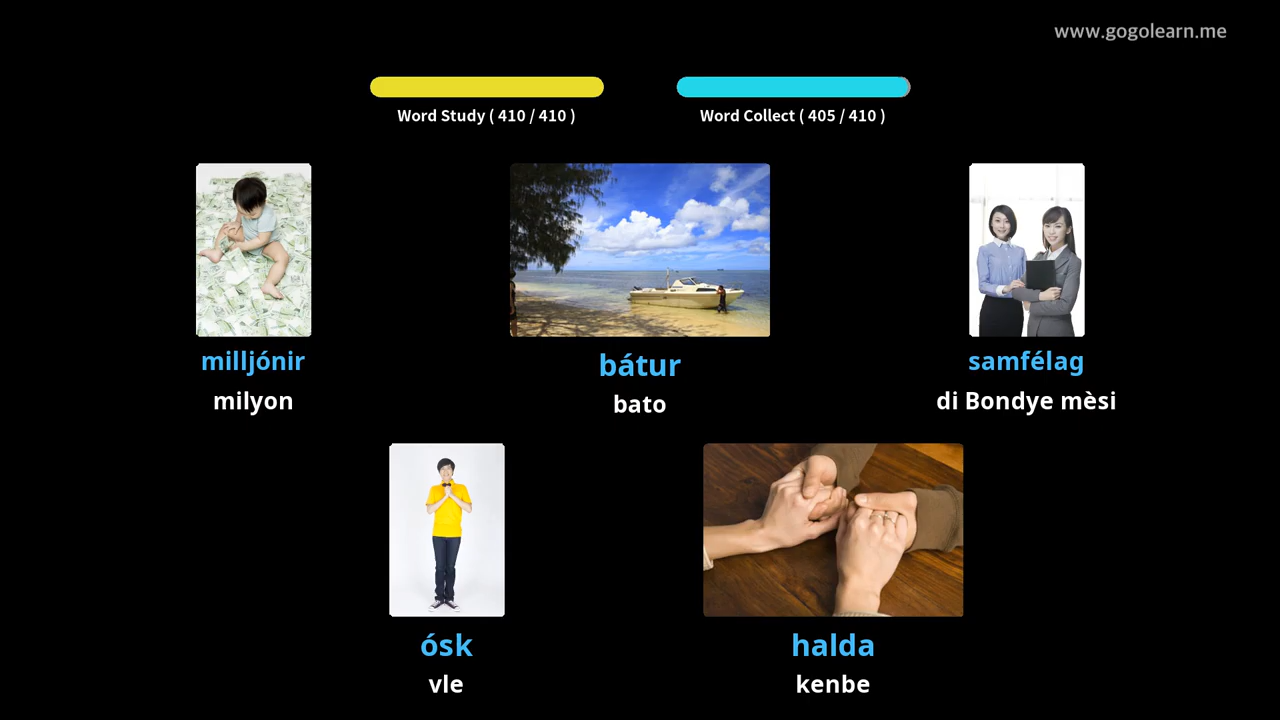 www.gogolearn.me
Word Study ( 410 / 410 )
Word Collect ( 405 / 410 )
milljónir
milyon
bátur
bato
samfélag
di Bondye mèsi
ósk
vle
halda
kenbe